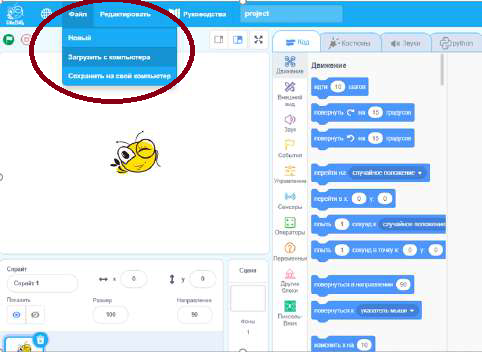 Файл Редактировать Руководства project
Новый
Загрузить с компьютера
Сохранить на свой компьютер
Код Костюмы Звуки python
Движение
Движение
идти 10 шагов
Внешний вид
повернуть на 15 градусов
Звук
повернуть на 15 градусов
События
Управление
перейти на случайное положение
Сенсоры
перейти в x 0 y: 0
Операторы
плыть 1 секунд к случайное положение
Переменные
плыть 1 секунд в точку x: 0 y: 0
Другие блоки
повернуться в направлении 90
повернуться к указатель мыши
изменить x на 10
Спрайт
Спрайт 1
x 0 y 0
Показать Размер Направление
100 90
Сцена
Фоны
1